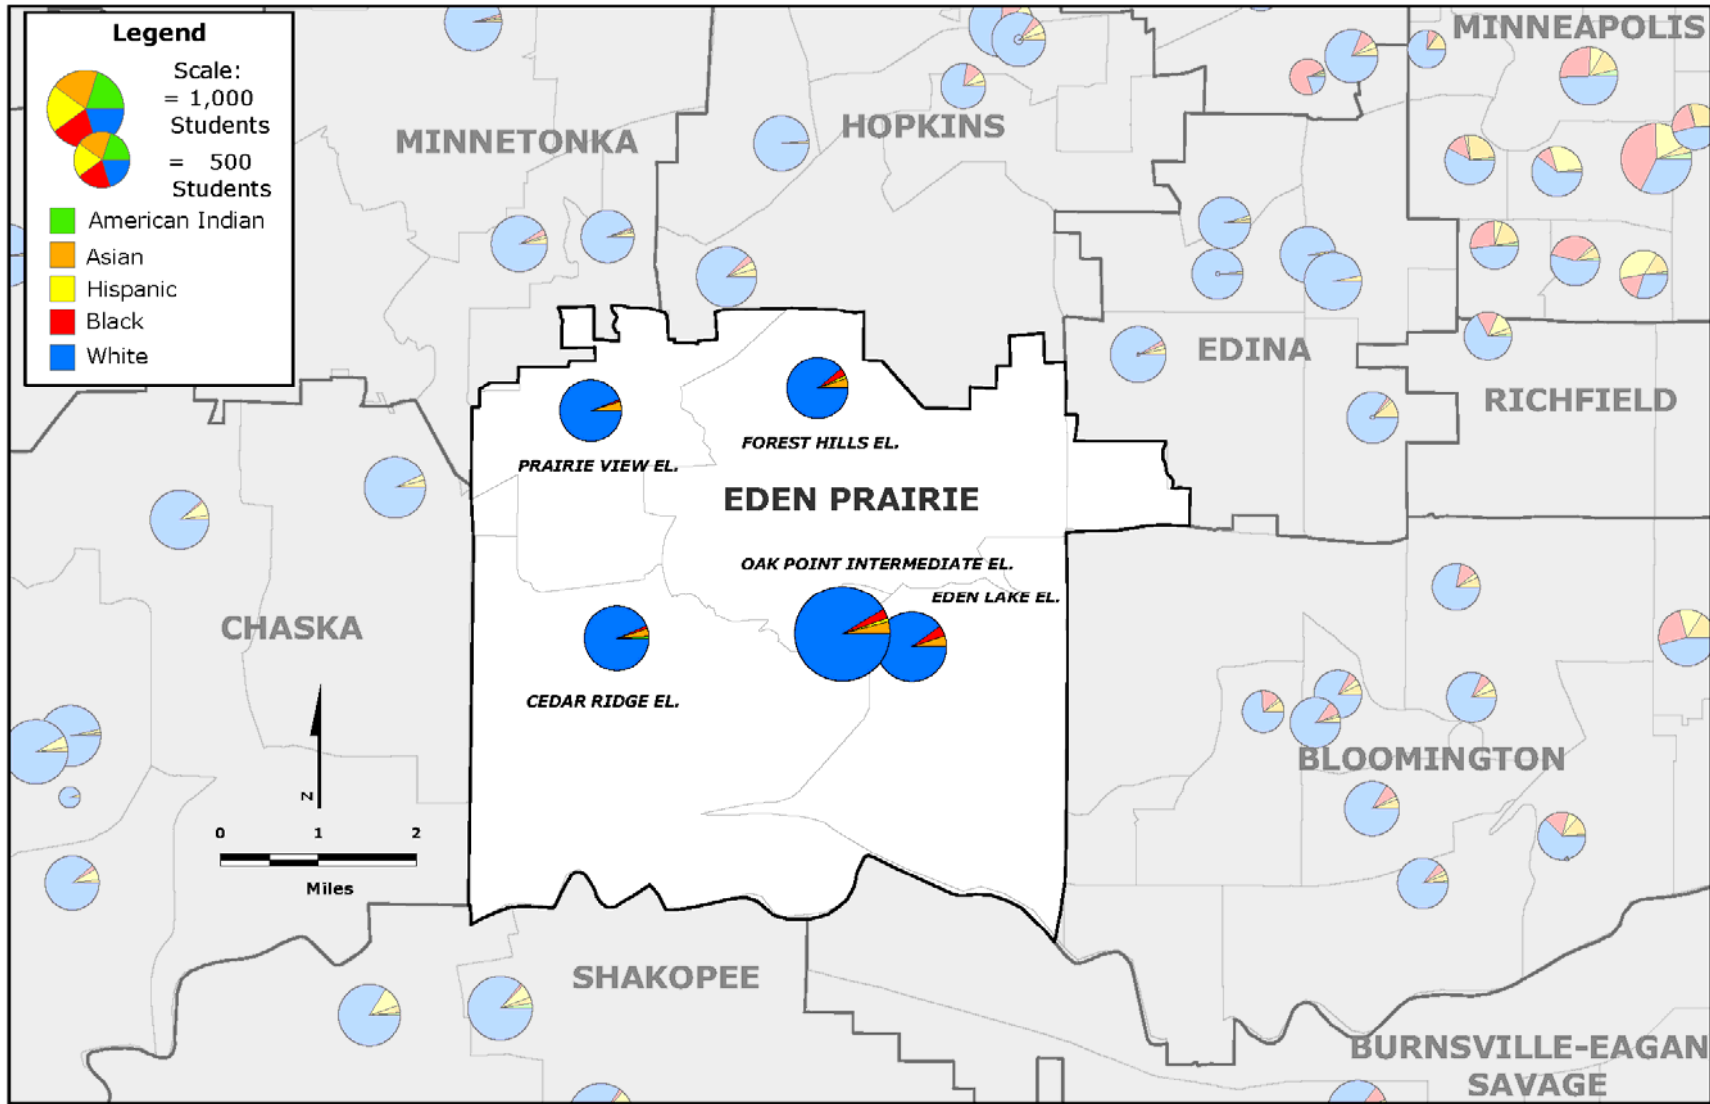 Legend
Scale:
= 1,000
Students
= 500
Students
American Indian
Asian
Hispanic
Black
White
MINNEAPOLIS
HOPKINS
MINNETONKA
EDINA
RICHFIELD
FOREST HILLS EL.
PRAIRIE VIEW EL.
EDEN PRAIRIE
OAK POINT INTERMEDIATE EL.
EDEN LAKE EL.
CHASKA
CEDAR RIDGE EL.
BLOOMINGTON
N
0 1 2
Miles
SHAKOPEE
BURNSVILLE-EAGAN
SAVAGE